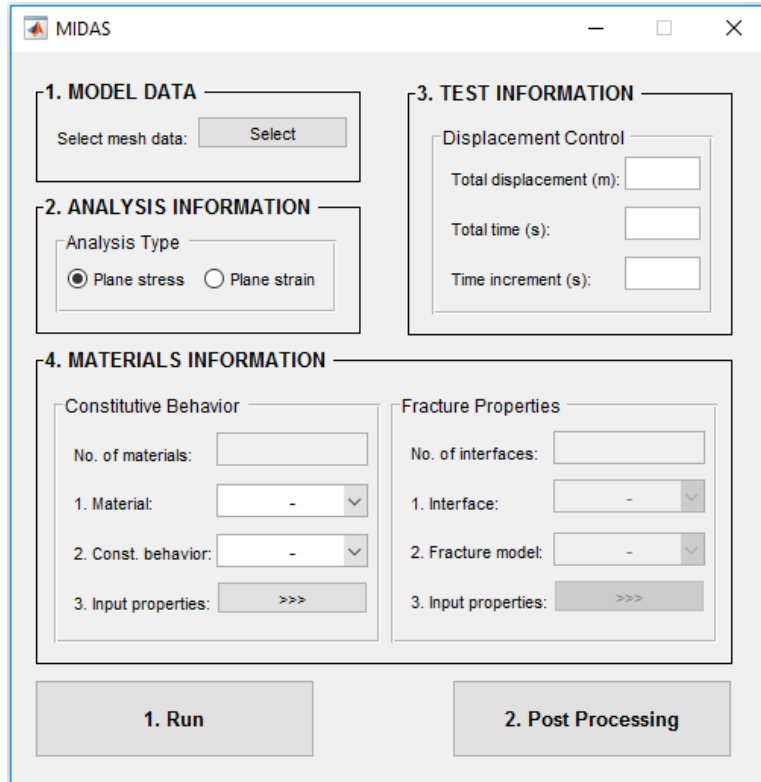 MIDAS
1. MODEL DATA
Select mesh data: Select
2. ANALYSIS INFORMATION
Analysis Type
Plane stress Plane strain
3. TEST INFORMATION
Displacement Control
Total displacement (m):
Total time (s):
Time increment (s):
4. MATERIALS INFORMATION
Constitutive Behavior
No. of materials:
1. Material: -
2. Const. behavior: -
3. Input properties: >>>
Fracture Properties
No. of interfaces:
1. Interface: -
2. Fracture model: -
3. Input properties: >>>
1. Run
2. Post Processing